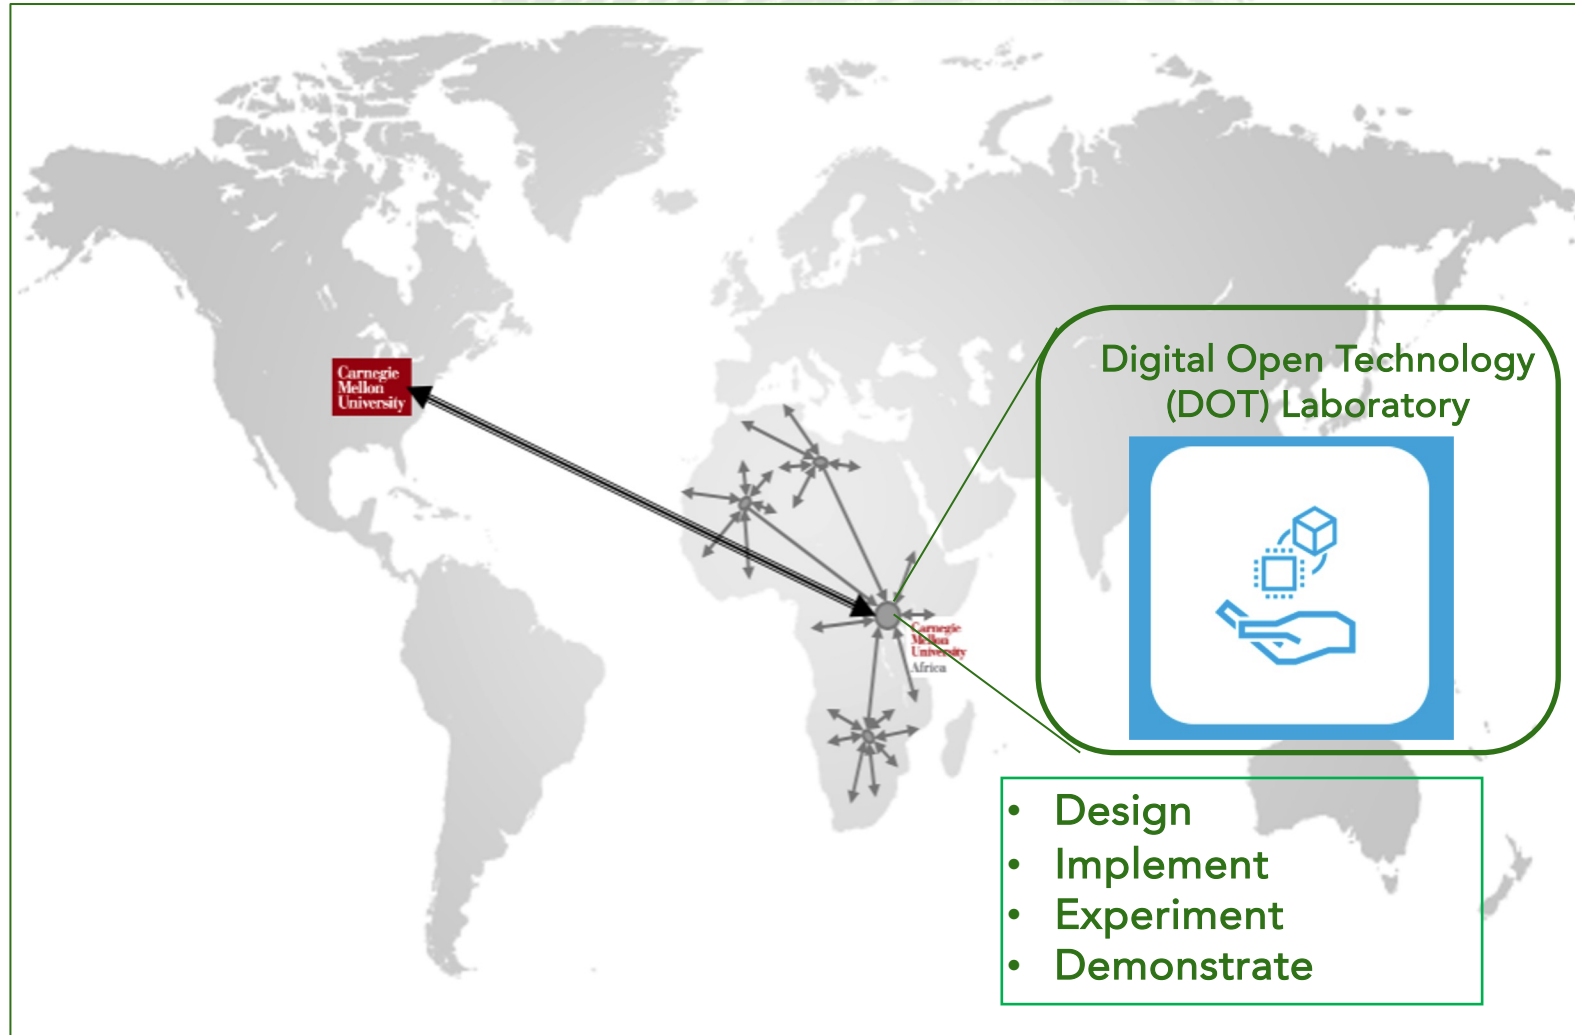 Carnegie
Mellon
University
Digital Open Technology
(DOT) Laboratory
Carnegie
Mellon
University
Africa
• Design
• Implement
• Experiment
• Demonstrate